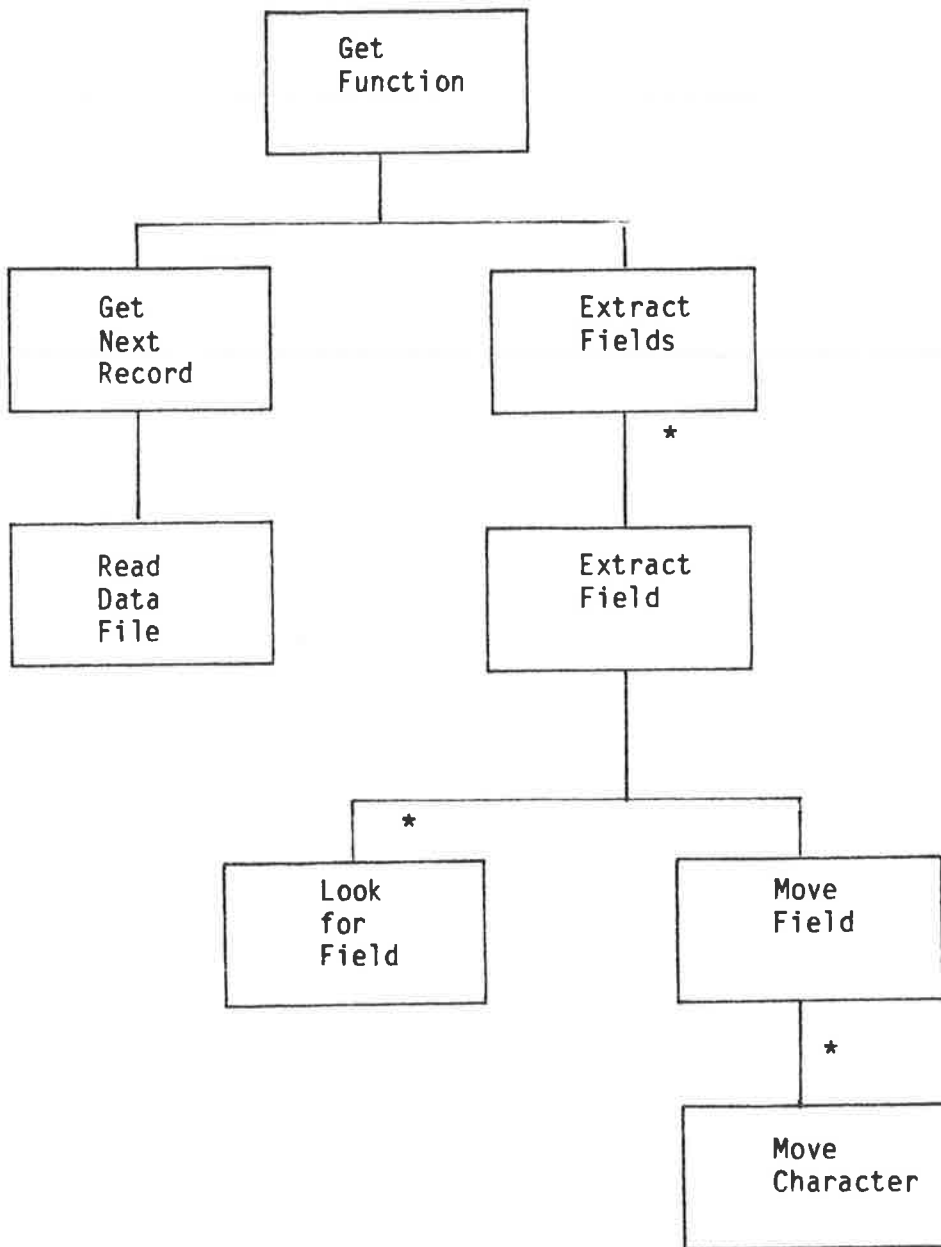 Get
Function
Get
Next
Record
Extract
Fields
*
Read
Data
File
Extract
Field
*
Look
for
Field
Move
Field
*
Move
Character